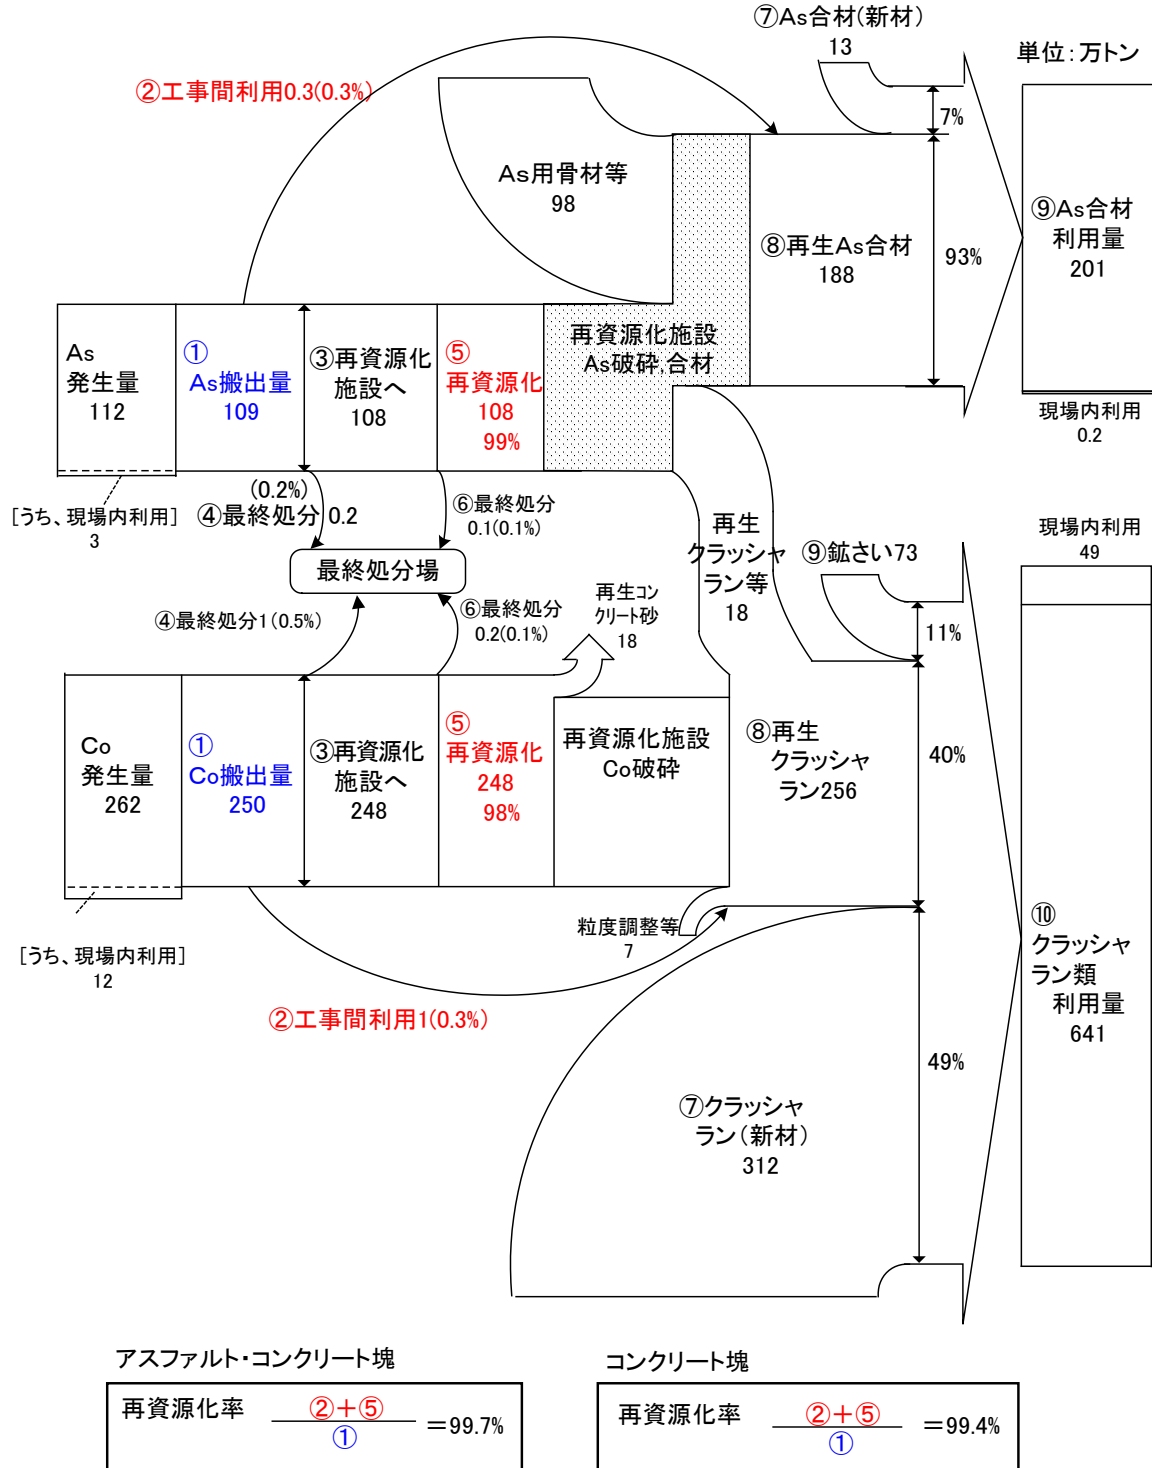 ⑦As合材(新材)
13
単位：万トン
②工事間利用0.3(0.3%)
7%
As用骨材等
98
⑧再生As合材
188
93%
⑨As合材
利用量
201
現場内利用
0.2
As
発生量
112
①
As搬出量
109
③再資源化
施設へ
108
⑤
再資源化
108
99%
再資源化施設
As破砕,合材
[うち、現場内利用]
3
(0.2%)
④最終処分 0.2
⑥最終処分
0.1(0.1%)
最終処分場
④最終処分1(0.5%)
⑥最終処分
0.2(0.1%)
再生コン
クリート砂
18
再生
クラッシャ
ラン等
18
⑨鉱さい73
11%
現場内利用
49
Co
発生量
262
①
Co搬出量
250
③再資源化
施設へ
248
⑤
再資源化
248
98%
再資源化施設
Co破砕
⑧再生
クラッシャ
ラン256
40%
[うち、現場内利用]
12
粒度調整等
7
②工事間利用1(0.3%)
⑩
クラッシャ
ラン類
利用量
641
49%
⑦クラッシャ
ラン（新材）
312
アスファルト・コンクリート塊
再資源化率 ②＋⑤ ＝99.7%
①
コンクリート塊
再資源化率 ②＋⑤ ＝99.4%
①